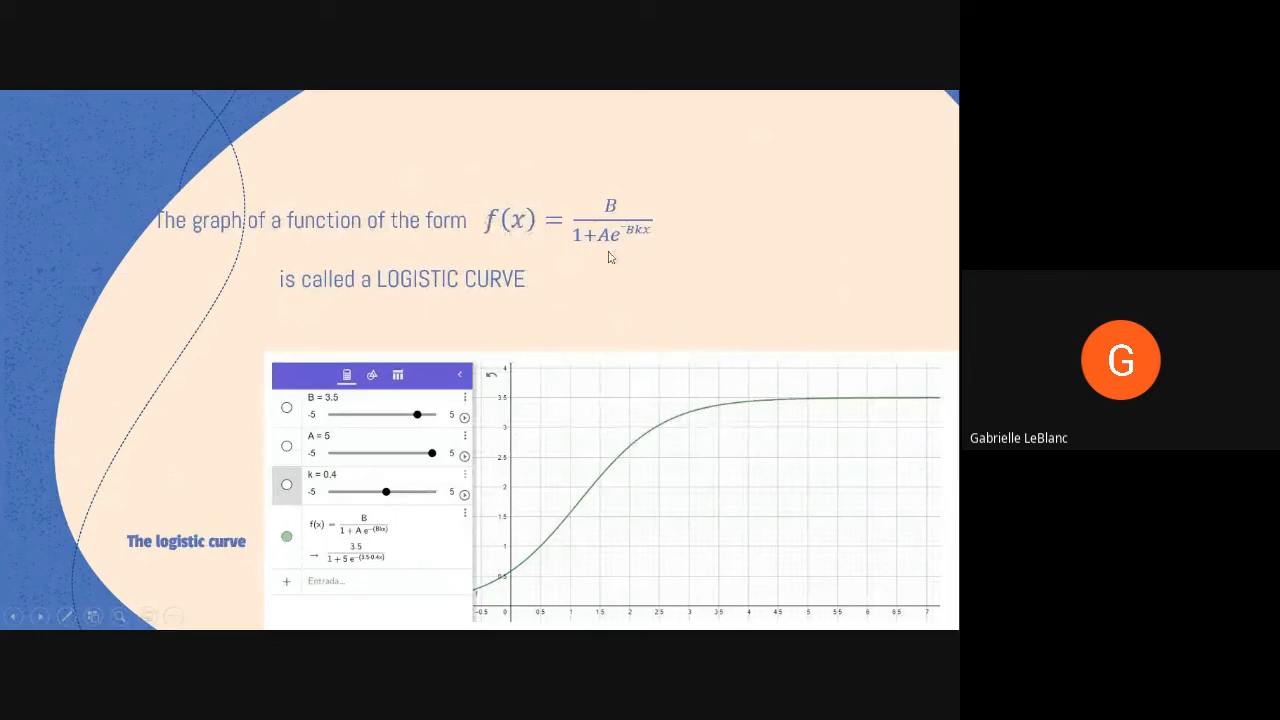 The graph of a function of the form f(x) = B / 1+Ae^-Bkx
is called a LOGISTIC CURVE
B = 3.5
-5 5
A = 5
-5 5
k = 0.4
-5 5
f(x) = B / 1 + A e^-(Bkx)
→ 3.5 / 1 + 5 e^-(3.5·0.4x)
+ Entrada...
4
3.5
3
2.5
2
1.5
1
0.5
-0.5 0 0.5 1 1.5 2 2.5 3 3.5 4 4.5 5 5.5 6 6.5 7
The logistic curve
G
Gabrielle LeBlanc